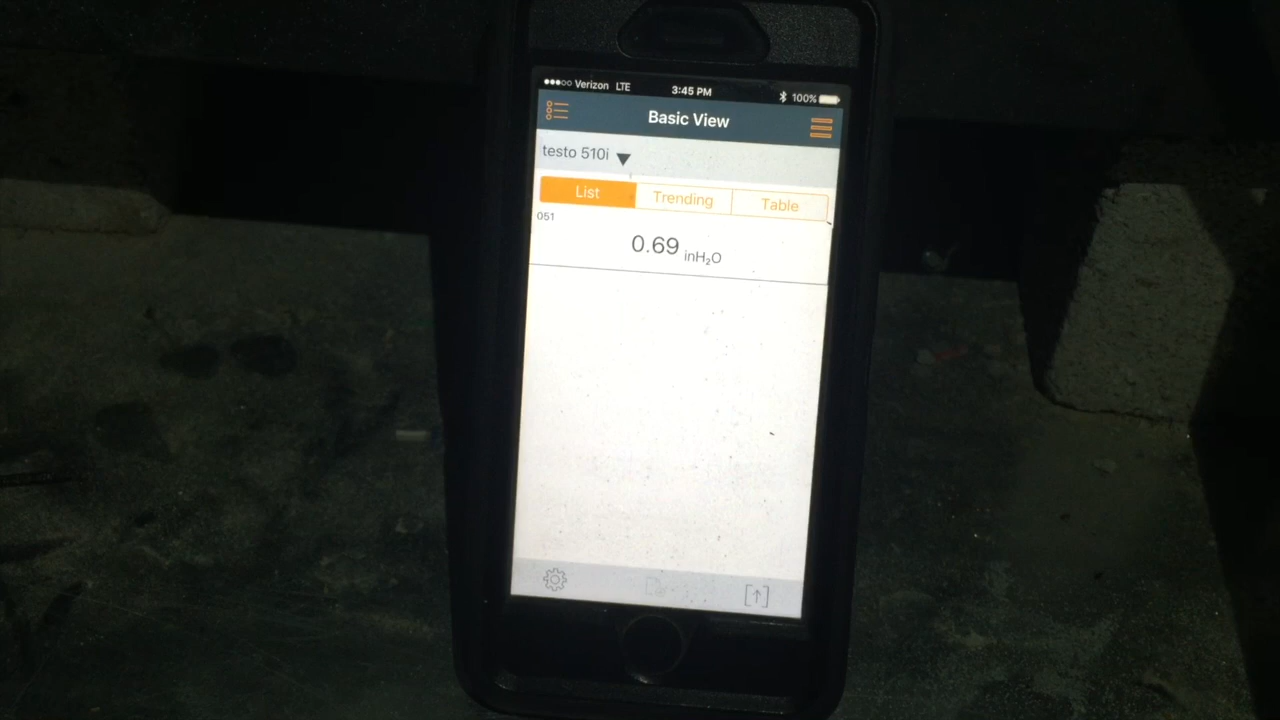 Verizon LTE 3:45 PM 100%
Basic View
testo 510i
List Trending Table
051
0.69 inH₂O